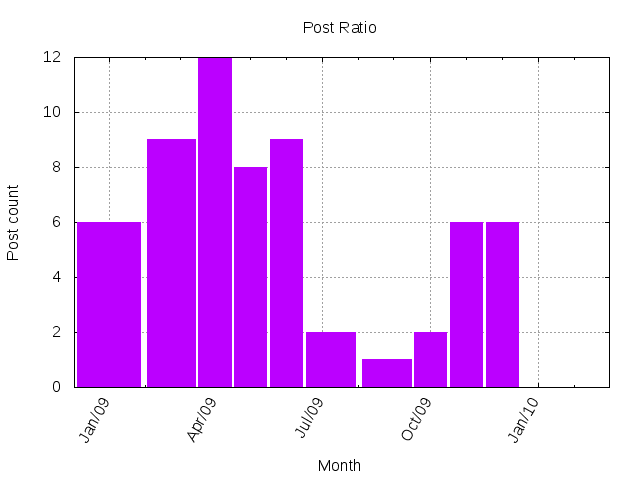 Post Ratio
12
10
8
6
4
2
0
Post count
Jan/09
Apr/09
Jul/09
Oct/09
Jan/10
Month